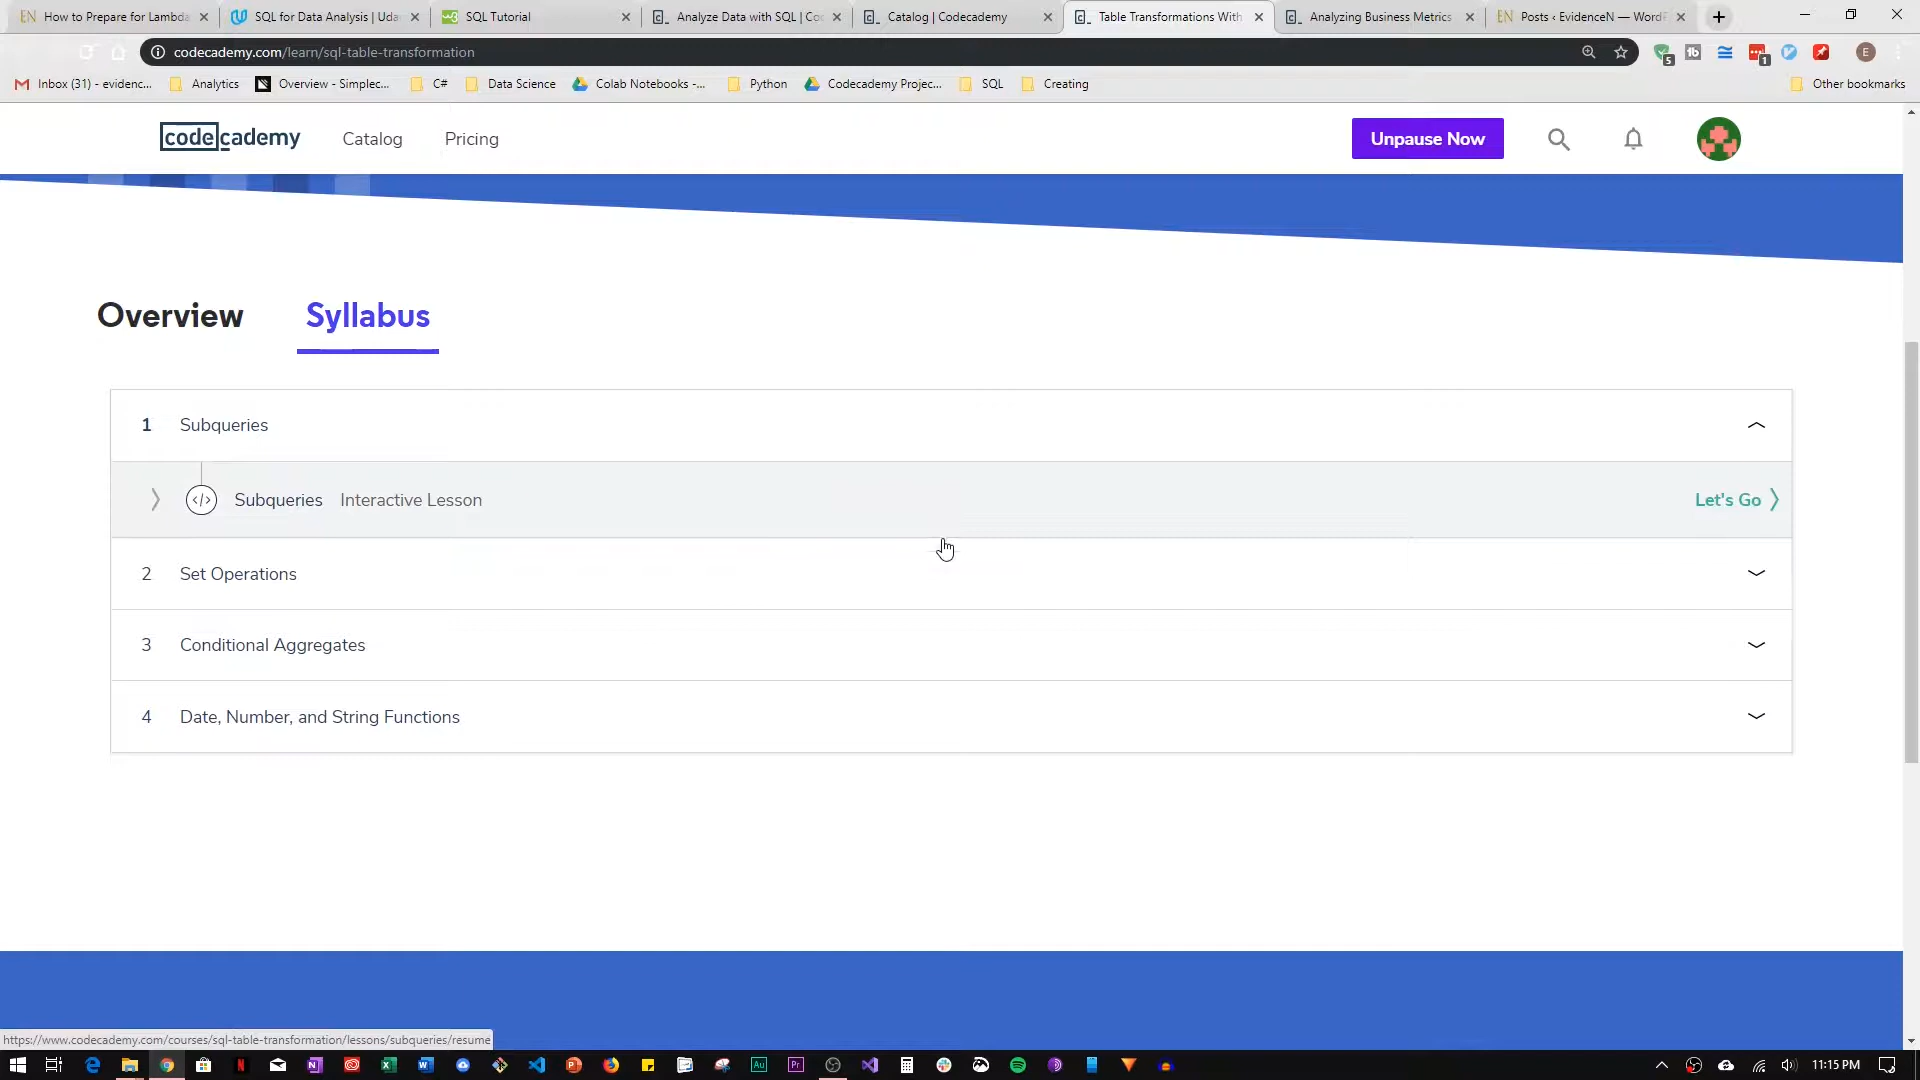 How to Prepare for Lambda
SQL for Data Analysis | Uda
SQL Tutorial
Analyze Data with SQL | Co
Catalog | Codecademy
Table Transformations With
Analyzing Business Metrics
Posts ‹ EvidenceN — WordP
codecademy.com/learn/sql-table-transformation
Inbox (31) - evidenc...
Analytics
Overview - Simplec...
C#
Data Science
Colab Notebooks -...
Python
Codecademy Projec...
SQL
Creating
Other bookmarks
codecademy
Catalog
Pricing
Unpause Now
Overview
Syllabus
1 Subqueries
Subqueries Interactive Lesson
Let's Go
2 Set Operations
3 Conditional Aggregates
4 Date, Number, and String Functions
https://www.codecademy.com/courses/sql-table-transformation/lessons/subqueries/resume
11:15 PM